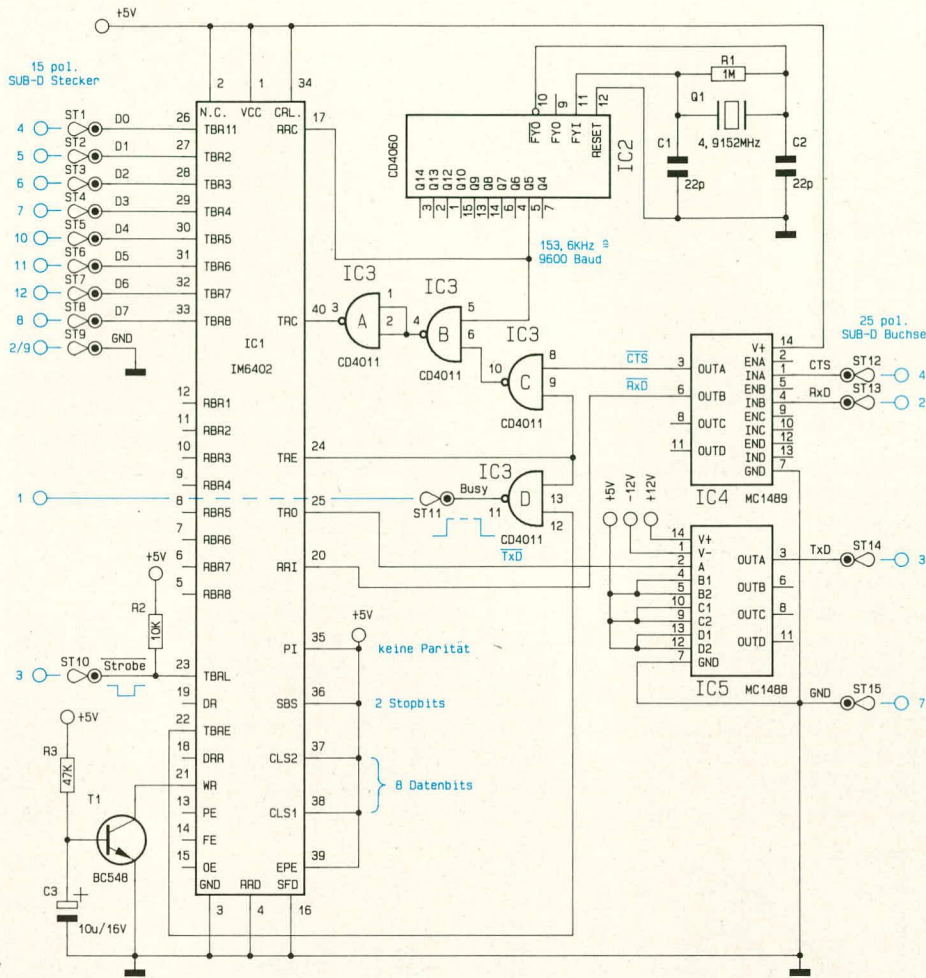 +5V
15 pol.
SUB-D Stecker
4 ST1 D0 26 TBR11
5 ST2 D1 27 TBR2
6 ST3 D2 28 TBR3
7 ST4 D3 29 TBR4
10 ST5 D4 30 TBR5
11 ST6 D5 31 TBR6
12 ST7 D6 32 TBR7
8 ST8 D7 33 TBR8
2/9 ST9 GND
2 1 34
N.C. VCC CRL.
RRC 17
IC1
IM6402
TRC 40
12 RBR1
11 RBR2
10 RBR3
9 RBR4
8 RBR5
7 RBR6
6 RBR7
5 RBR8
TRE 24
TRO 25
RRI 20
PI 35
SBS 36
CLS2 37
CLS1 38
EPE 39
+5V
keine Parität
2 Stopbits
8 Datenbits
+5V
R2
10K
3 ST10 Strobe 23 TBRL
19 DR
22 TBRE
18 DRR
21 WR
13 PE
14 FE
15 OE
GND RRD SFD
3 4 16
+5V
R3
47K
T1
BC548
C3 +
10u/16V
CD4060
IC2
10 9 11 12
FYO FYO FYI RESET
Q14 Q13 Q12 Q10 Q9 Q8 Q7 Q6 Q5 Q4
3 2 1 15 13 14 6 4 5 7
R1
1M
Q1
4,9152MHz
C1
22p
C2
22p
153,6KHz ≙
9600 Baud
IC3
3 A 1 2
CD4011
IC3
4 B 5 6
CD4011
IC3
10 C 8 9
CD4011
IC3
11 D 13 12
CD4011
1 ST11 Busy
TxD
CTS
RxD
25 pol.
SUB-D Buchse
3 OUTA
6 OUTB
8 OUTC
11 OUTD
V+ 14
ENA 2
INA 1 CTS ST12 4
ENB 5
INB 4 RxD ST13 2
ENC 9
INC 10
END 12
IND 13
GND 7
IC4 MC1489
+5V -12V +12V
14 V+
1 V-
2 A
4 B1
5 B2
10 C1
9 C2
13 D1
12 D2
7 GND
OUTA 3 TxD ST14 3
OUTB 6
OUTC 8
OUTD 11
IC5 MC1488
GND ST15 7